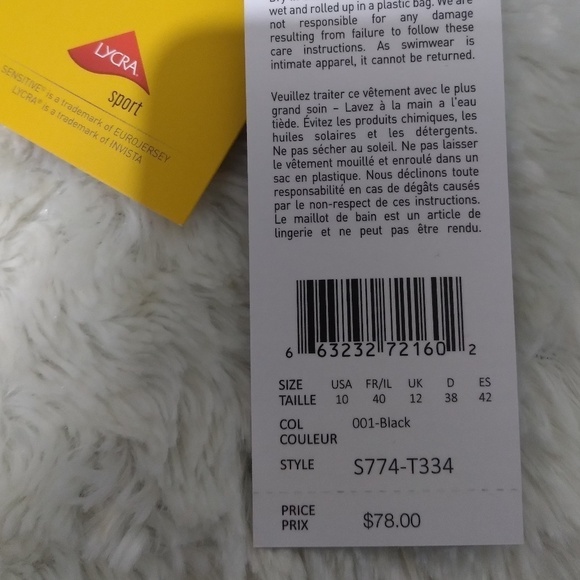 LYCRA®
sport
SENSITIVE® is a trademark of EUROJERSEY
LYCRA® is a trademark of INVISTA
wet and rolled up in a plastic bag. We are
not responsible for any damage
resulting from failure to follow these
care instructions. As swimwear is
intimate apparel, it cannot be returned.
Veuillez traiter ce vêtement avec le plus
grand soin – Lavez à la main a l'eau
tiède. Évitez les produits chimiques, les
huiles solaires et les détergents.
Ne pas sécher au soleil. Ne pas laisser
le vêtement mouillé et enroulé dans un
sac en plastique. Nous déclinons toute
responsabilité en cas de dégâts causés
par le non-respect de ces instructions.
Le maillot de bain est un article de
lingerie et ne peut pas être rendu.
6 63232 72160 2
SIZE USA FR/IL UK D ES
TAILLE 10 40 12 38 42
COL 001-Black
COULEUR
STYLE S774-T334
PRICE
PRIX $78.00